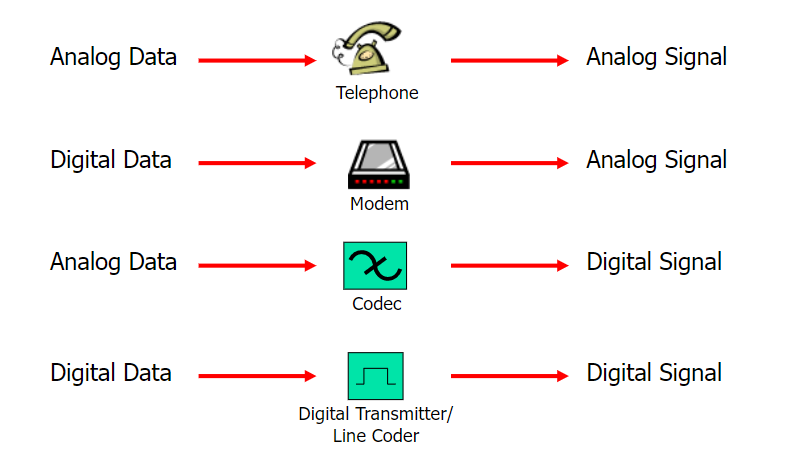 Analog Data
Analog Signal
Telephone
Digital Data
Analog Signal
Modem
Analog Data
Digital Signal
Codec
Digital Data
Digital Signal
Digital Transmitter/
Line Coder